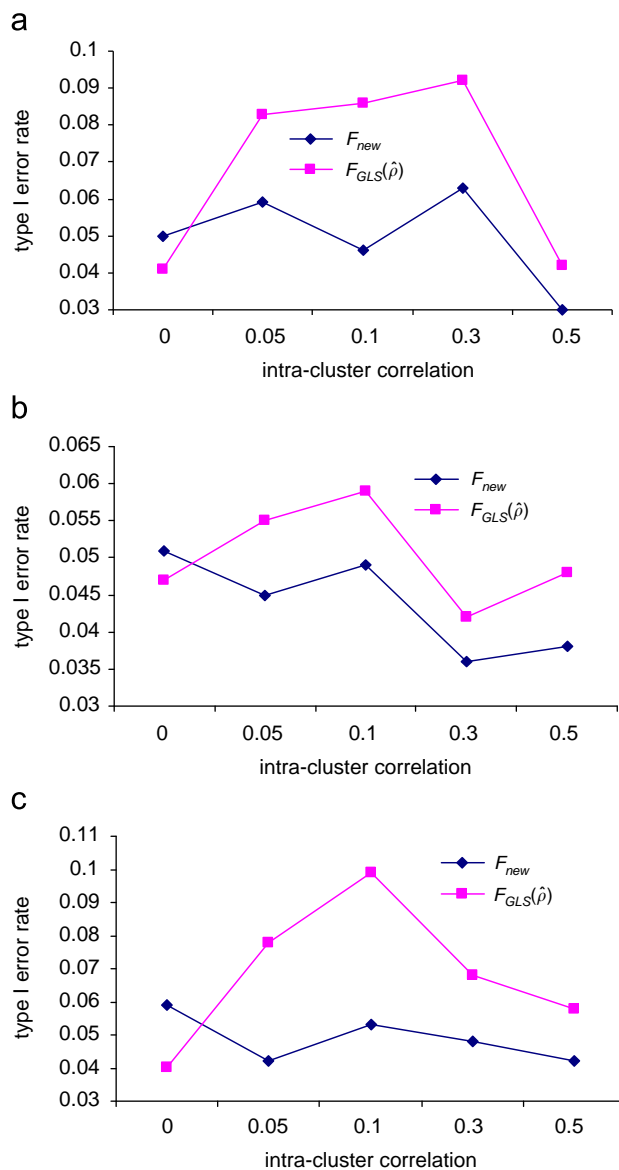 a
0.1
0.09
0.08
0.07
0.06
0.05
0.04
0.03
type I error rate
F_new
F_GLS(ρ̂)
0 0.05 0.1 0.3 0.5
intra-cluster correlation
b
0.065
0.06
0.055
0.05
0.045
0.04
0.035
0.03
type I error rate
F_new
F_GLS(ρ̂)
0 0.05 0.1 0.3 0.5
intra-cluster correlation
c
0.11
0.1
0.09
0.08
0.07
0.06
0.05
0.04
0.03
type I error rate
F_new
F_GLS(ρ̂)
0 0.05 0.1 0.3 0.5
intra-cluster correlation